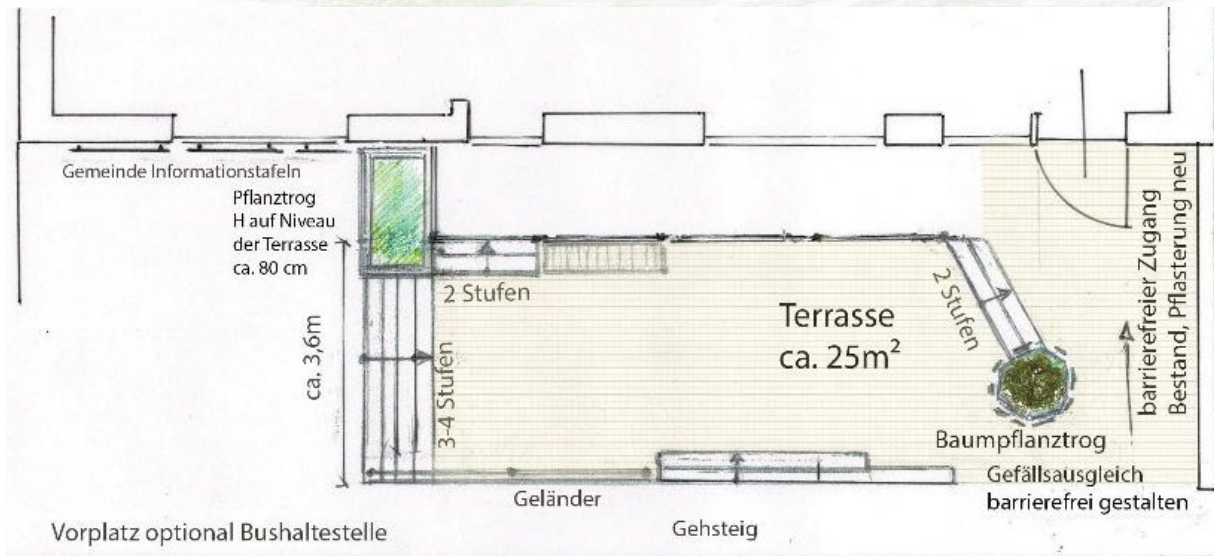 Gemeinde Informationstafeln
Pflanztrog
H auf Niveau
der Terrasse
ca. 80 cm
2 Stufen
ca. 3,6m
3-4 Stufen
Terrasse
ca. 25m²
2 Stufen
barrierefreier Zugang
Bestand, Pflasterung neu
Baumpflanztrog
Gefällsausgleich
barrierefrei gestalten
Geländer
Gehsteig
Vorplatz optional Bushaltestelle